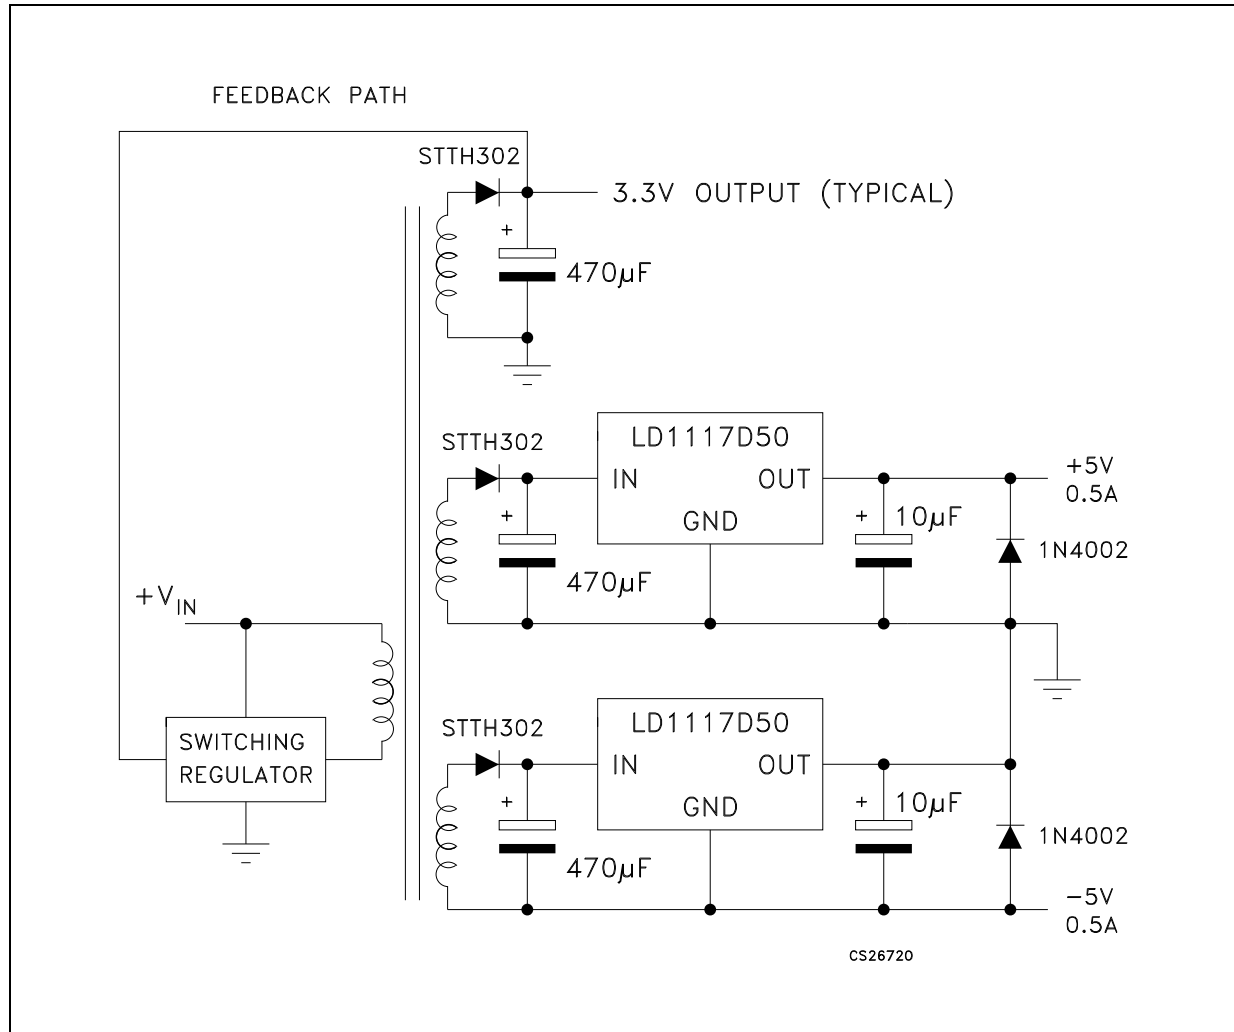 FEEDBACK PATH
STTH302
3.3V OUTPUT (TYPICAL)
+
470µF
STTH302
LD1117D50
IN
OUT
GND
+
470µF
+
10µF
+5V
0.5A
1N4002
+VIN
SWITCHING
REGULATOR
STTH302
LD1117D50
IN
OUT
GND
+
470µF
+
10µF
1N4002
−5V
0.5A
CS26720